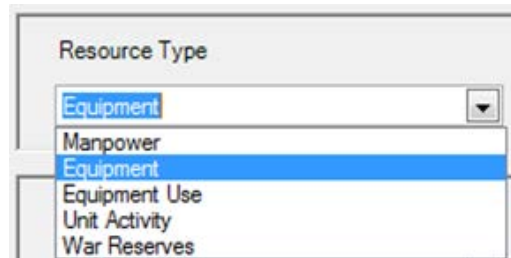 Resource Type
Equipment
Manpower
Equipment
Equipment Use
Unit Activity
War Reserves